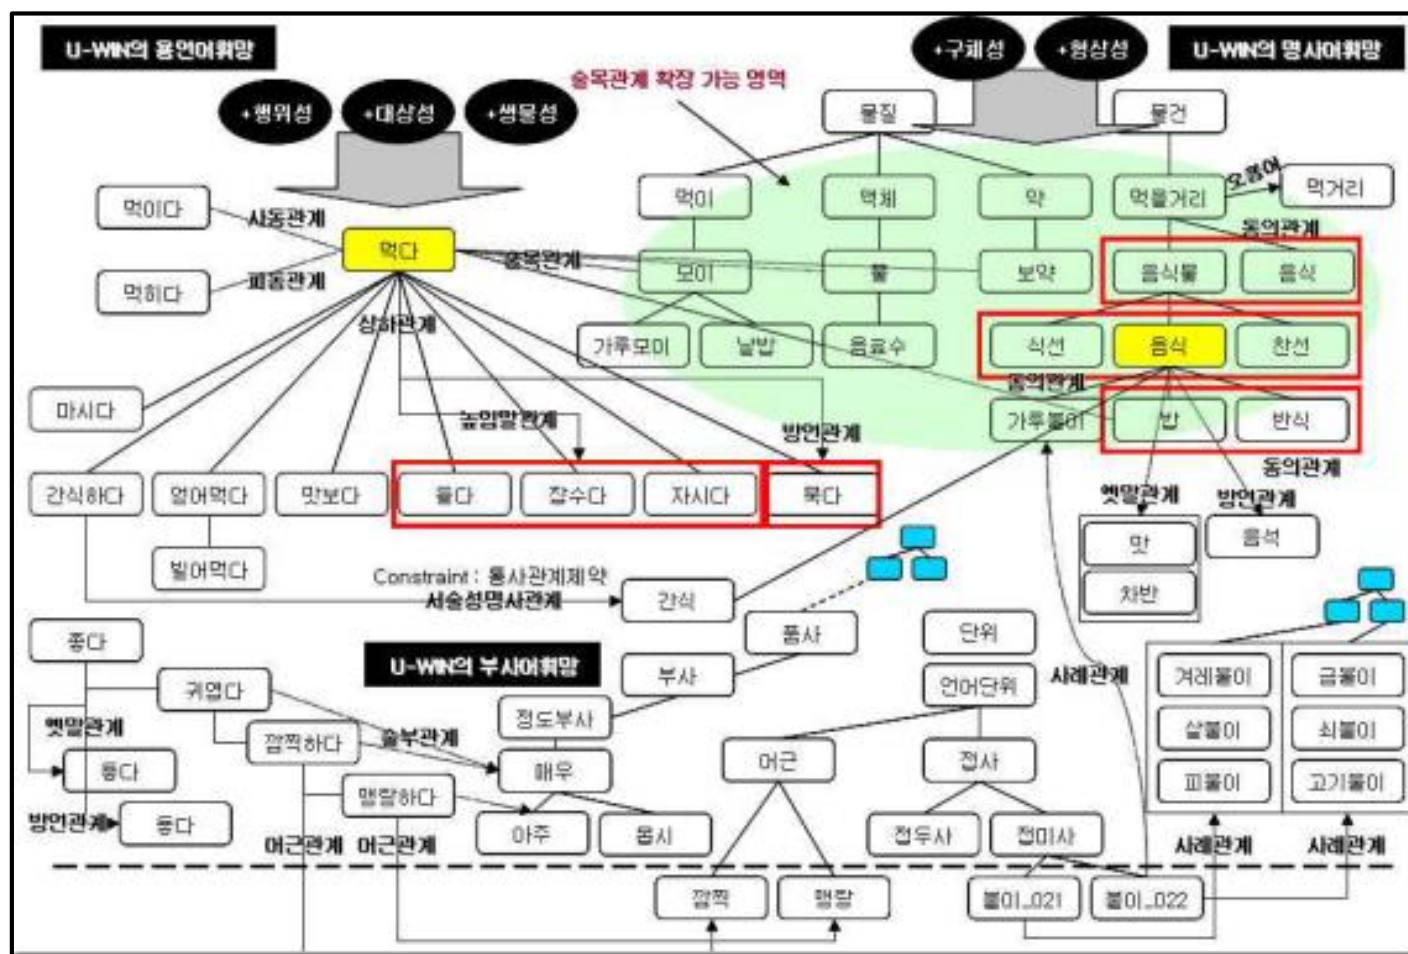 U-WIN의 용언어휘망
+구체성
+형상성
U-WIN의 명사어휘망
+행위성
+대상성
+생물성
술목관계 확장 가능 영역
물질
물건
먹이다
사동관계
먹다
피동관계
먹히다
술목관계
상하관계
먹이
액체
약
먹을거리
오름어
먹거리
동의관계
모이
물
보약
음식물
음식
가루모이
낱밥
음료수
식선
음식
찬선
동의관계
마시다
높임말관계
방언관계
가루붙이
밥
반식
동의관계
간식하다
얻어먹다
맛보다
들다
잡수다
자시다
묵다
빌어먹다
옛말관계
방언관계
맛
차반
음석
Constraint : 통사관계제약
서술성명사관계
간식
품사
단위
좋다
U-WIN의 부사어휘망
부사
언어단위
사례관계
겨레붙이
금붙이
귀엽다
정도부사
옛말관계
깜찍하다
술부관계
살붙이
쇠붙이
둏다
매우
어근
접사
피붙이
고기붙이
맹랑하다
방언관계
둏다
아주
몹시
접두사
접미사
어근관계
어근관계
사례관계
사례관계
깜찍
맹랑
붙이_021
붙이_022